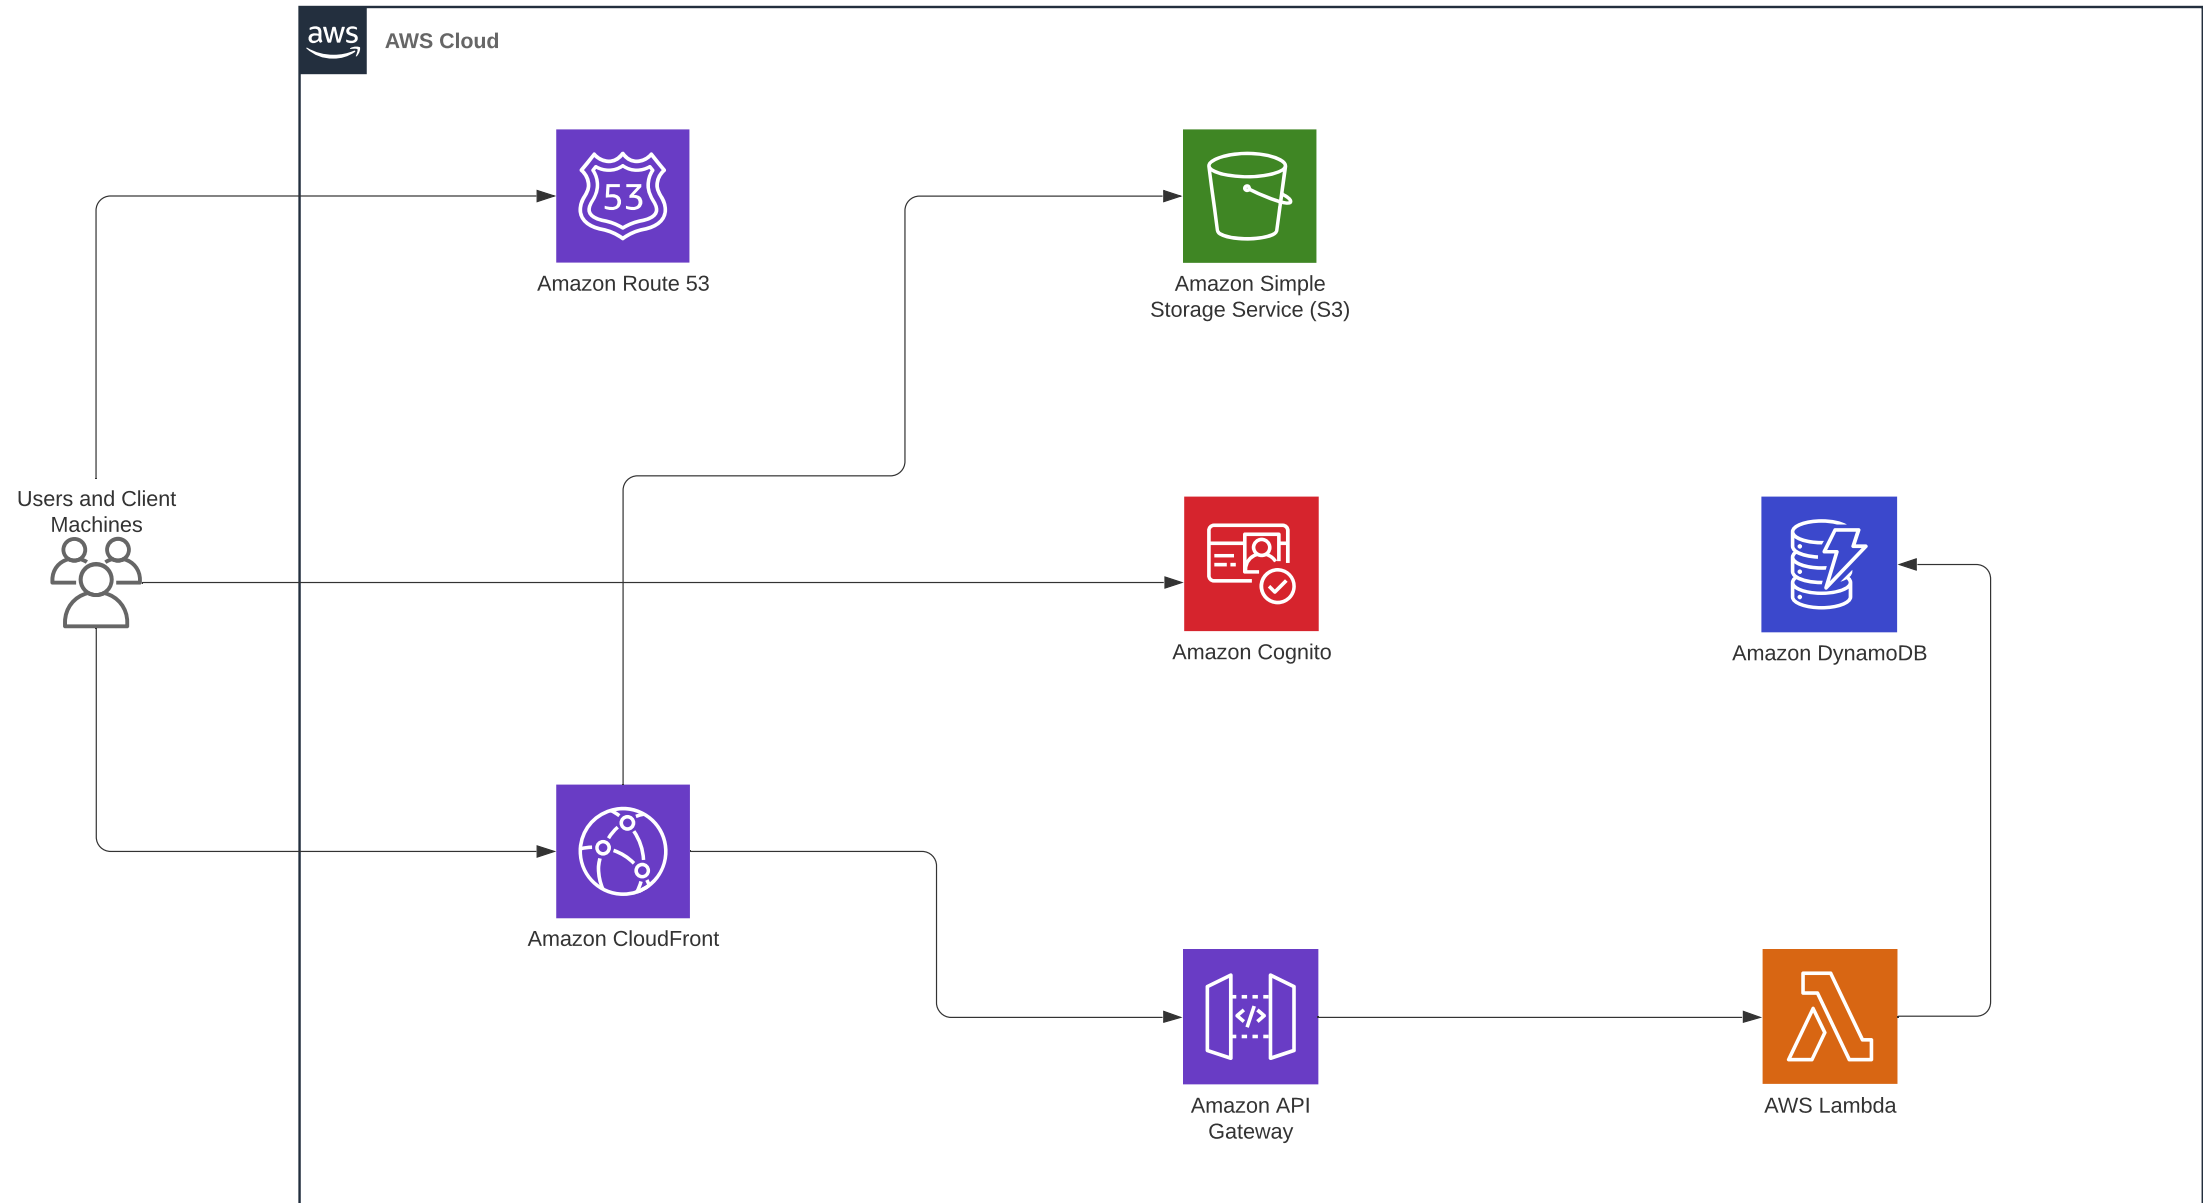 aws
AWS Cloud
53
Amazon Route 53
Amazon Simple
Storage Service (S3)
Users and Client
Machines
Amazon Cognito
Amazon DynamoDB
Amazon CloudFront
</>
Amazon API
Gateway
AWS Lambda